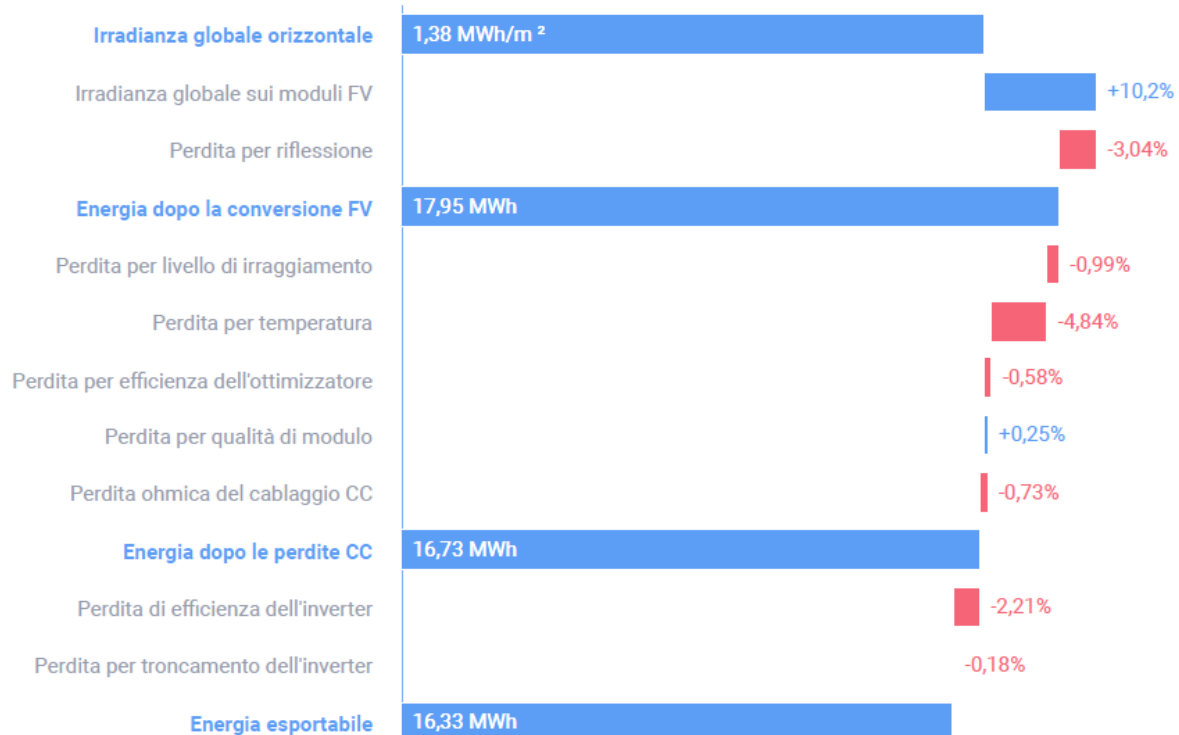 Irradianza globale orizzontale 1,38 MWh/m ²
Irradianza globale sui moduli FV +10,2%
Perdita per riflessione -3,04%
Energia dopo la conversione FV 17,95 MWh
Perdita per livello di irraggiamento -0,99%
Perdita per temperatura -4,84%
Perdita per efficienza dell'ottimizzatore -0,58%
Perdita per qualità di modulo +0,25%
Perdita ohmica del cablaggio CC -0,73%
Energia dopo le perdite CC 16,73 MWh
Perdita di efficienza dell'inverter -2,21%
Perdita per troncamento dell'inverter -0,18%
Energia esportabile 16,33 MWh